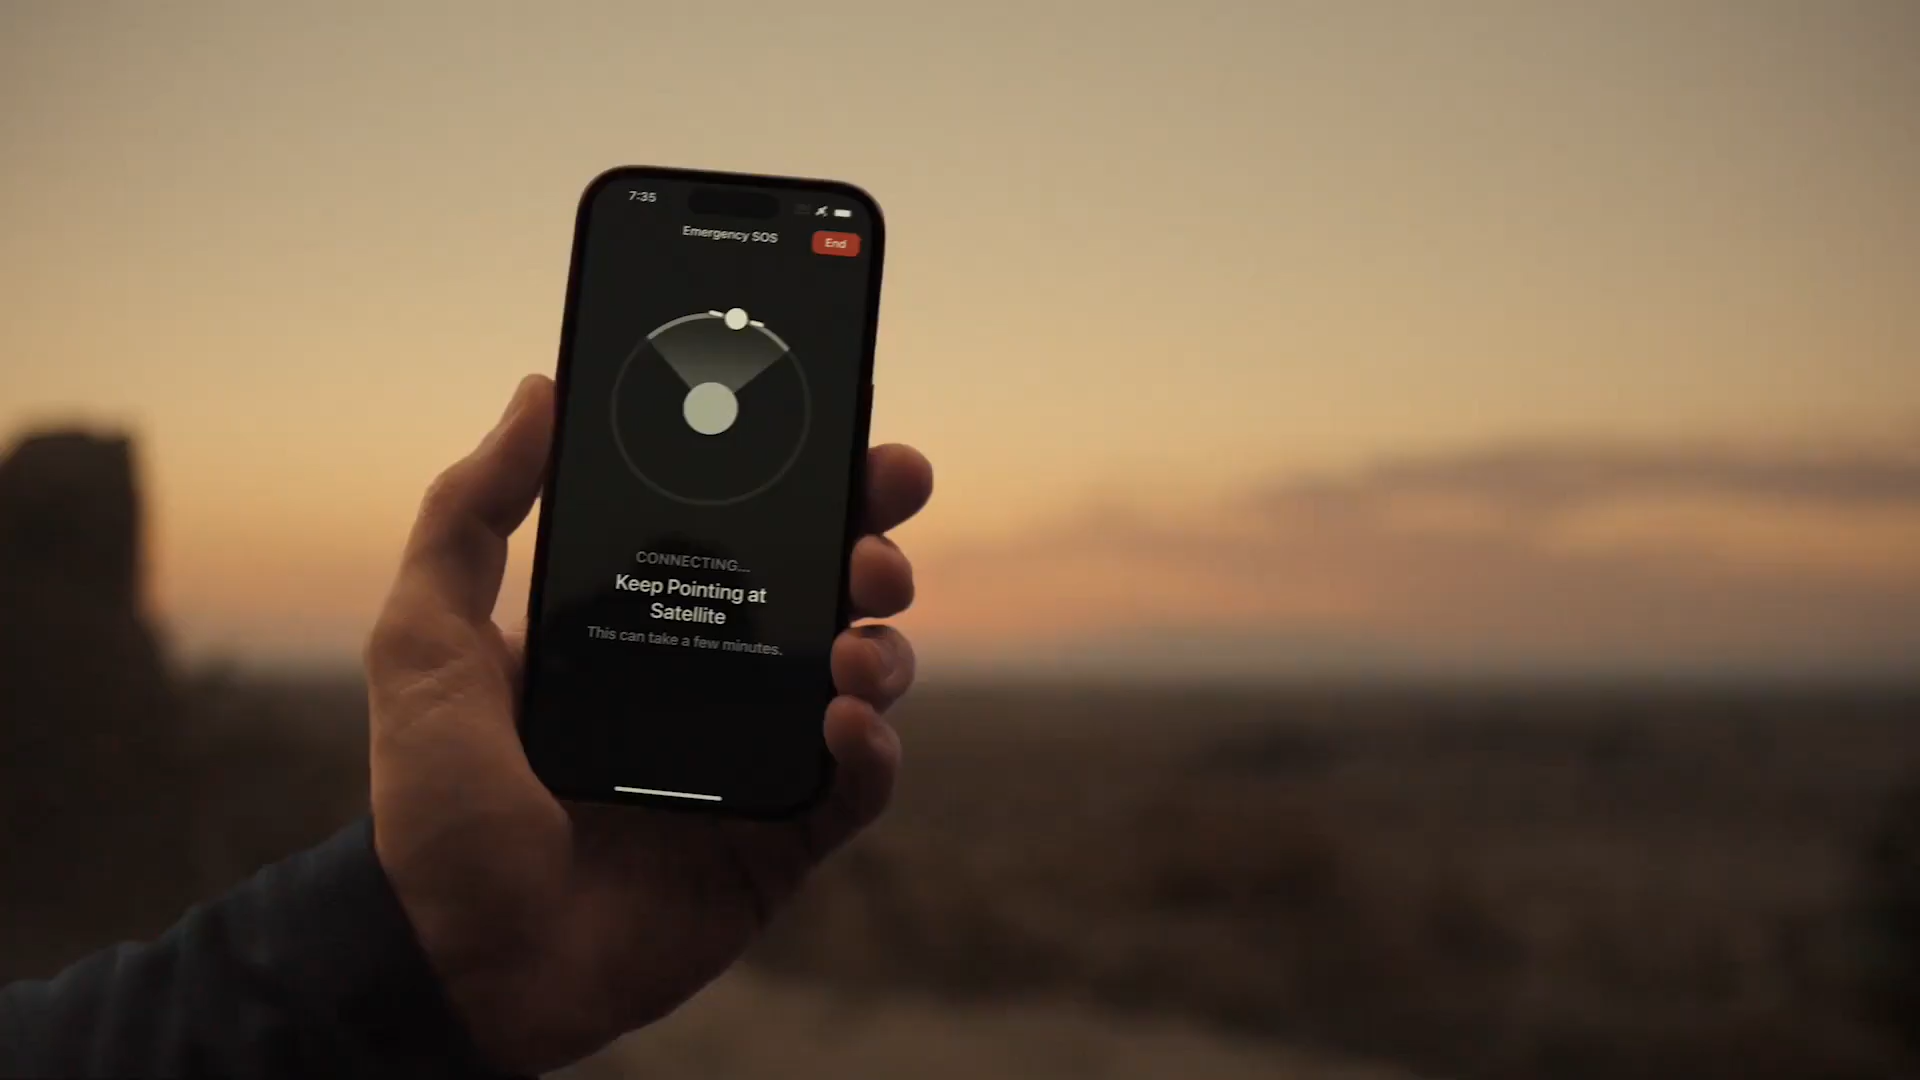 7:35
Emergency SOS
End
CONNECTING...
Keep Pointing at
Satellite
This can take a few minutes.